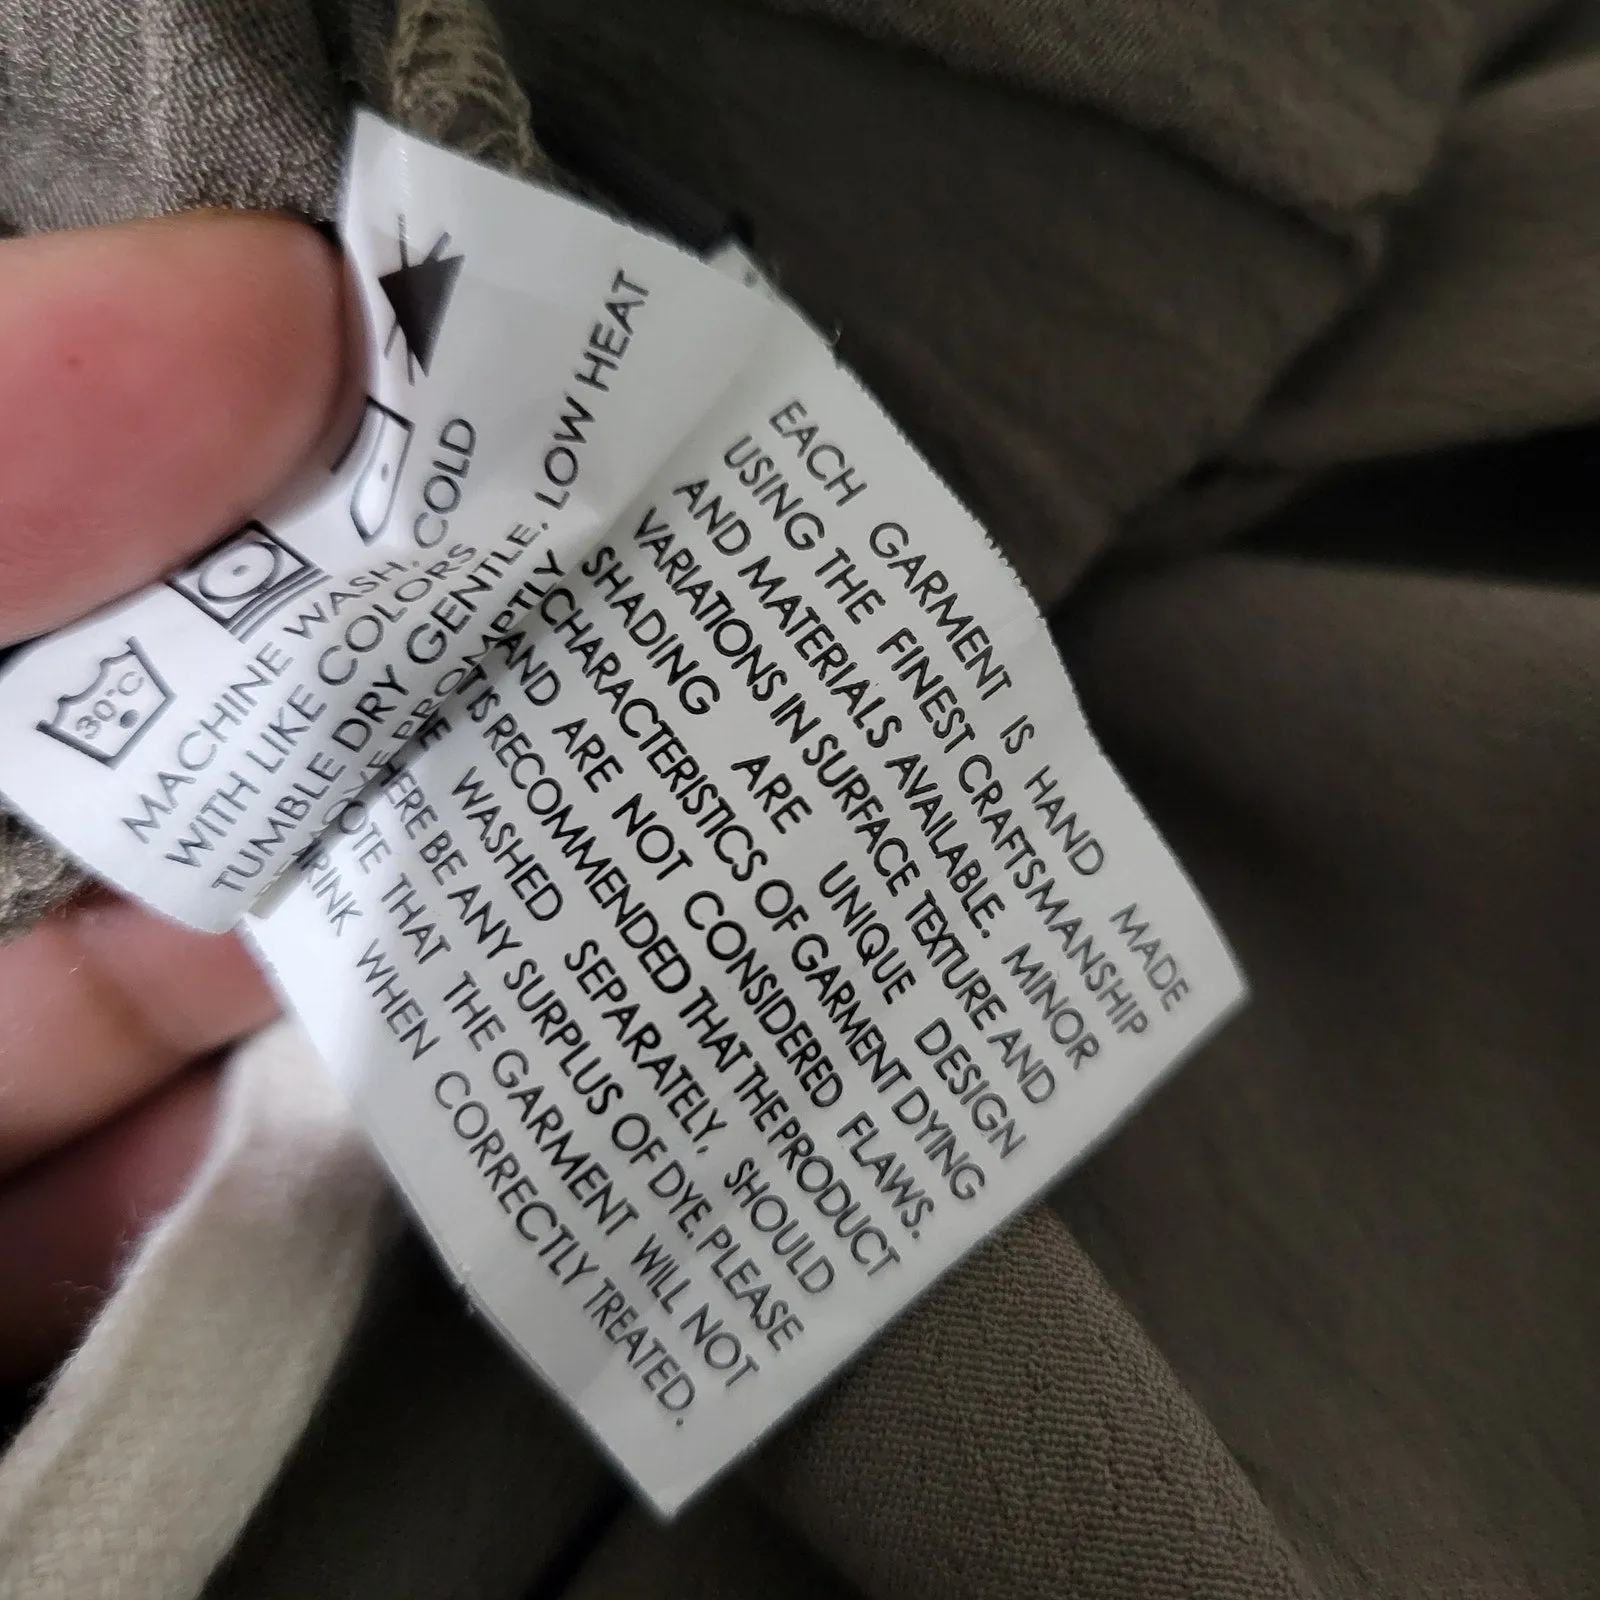 30°C
MACHINE WASH, COLD
WITH LIKE COLORS
TUMBLE DRY GENTLE, LOW HEAT
EACH GARMENT IS HAND MADE
USING THE FINEST CRAFTSMANSHIP
AND MATERIALS AVAILABLE. MINOR
VARIATIONS IN SURFACE TEXTURE AND
SHADING ARE UNIQUE DESIGN
CHARACTERISTICS OF GARMENT DYING
AND ARE NOT CONSIDERED FLAWS.
IT IS RECOMMENDED THAT THE PRODUCT
WASHED SEPARATELY, SHOULD
THERE BE ANY SURPLUS OF DYE. PLEASE
NOTE THAT THE GARMENT WILL NOT
WHEN CORRECTLY TREATED.